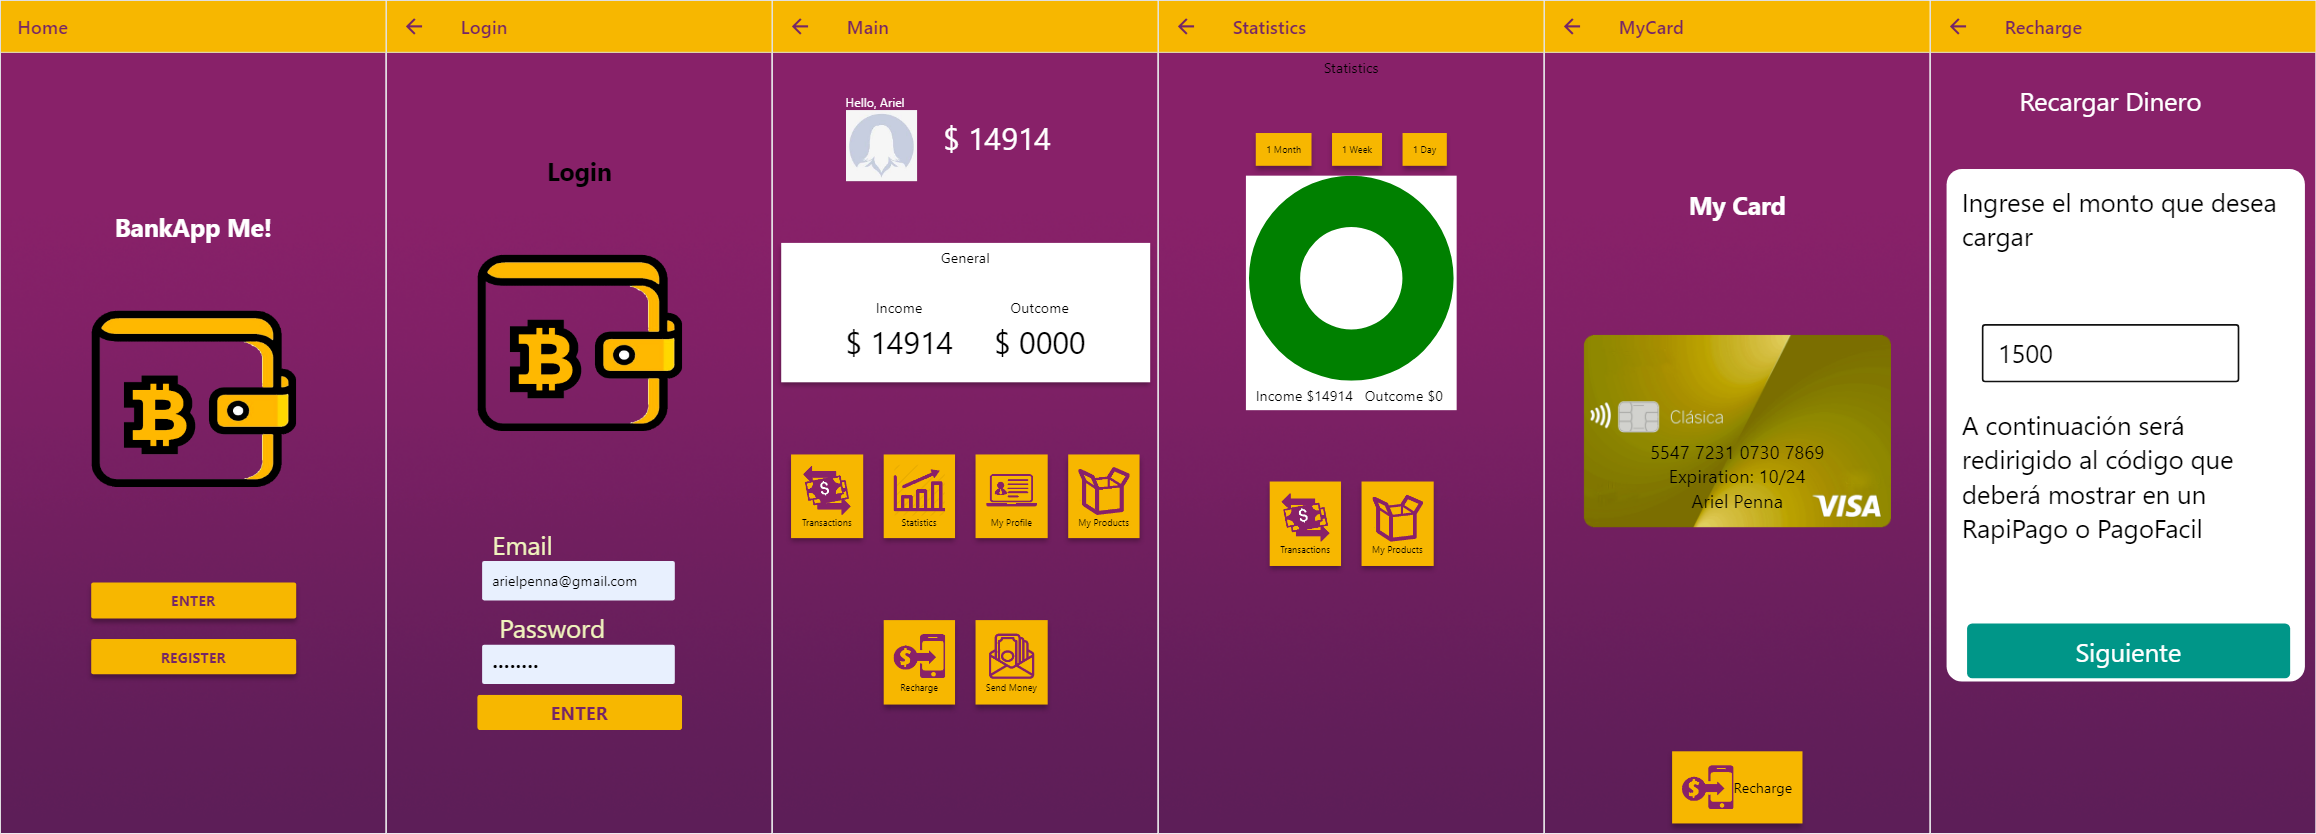 Home
BankApp Me!
ENTER
REGISTER
Login
Login
Email
arielpenna@gmail.com
Password
••••••••
ENTER
Main
Hello, Ariel
$ 14914
General
Income
Outcome
$ 14914
$ 0000
Transactions
Statistics
My Profile
My Products
Recharge
Send Money
Statistics
Statistics
1 Month
1 Week
1 Day
Income $14914
Outcome $0
Transactions
My Products
MyCard
My Card
Clásica
5547 7231 0730 7869
Expiration: 10/24
Ariel Penna
VISA
Recharge
Recharge
Recargar Dinero
Ingrese el monto que desea
cargar
1500
A continuación será
redirigido al código que
deberá mostrar en un
RapiPago o PagoFacil
Siguiente